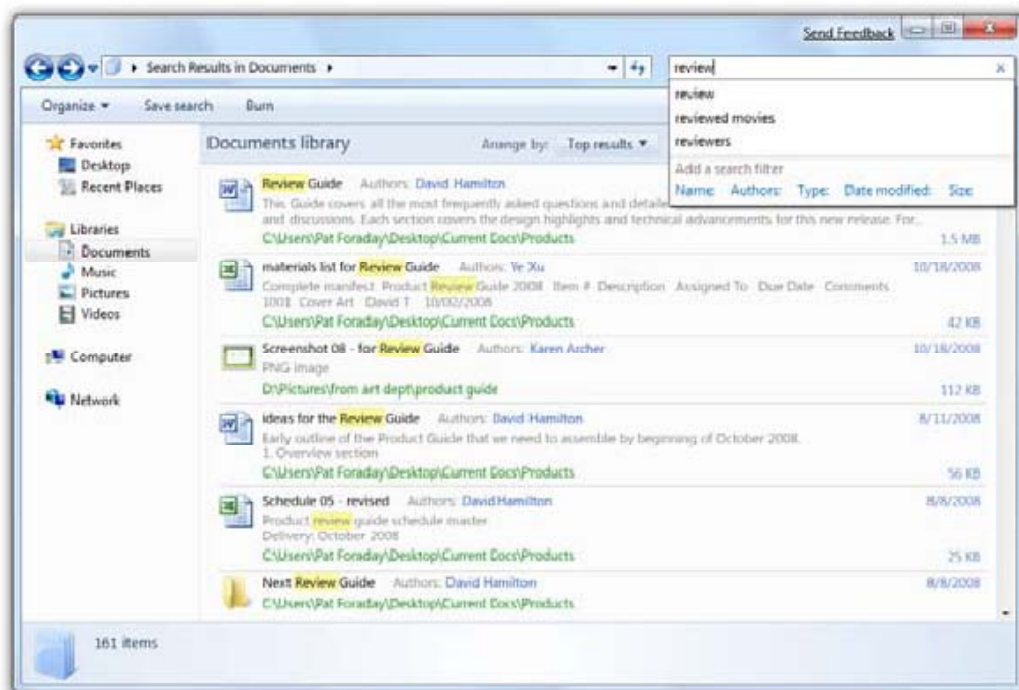 Send Feedback
Search Results in Documents
review
Organize Save search Burn
review
reviewed movies
reviewers
Add a search filter
Name: Authors: Type: Date modified: Size:
Favorites
Desktop
Recent Places
Libraries
Documents
Music
Pictures
Videos
Computer
Network
Documents library Arrange by: Top results
Review Guide Authors: David Hamilton
This Guide covers all the most frequently asked questions and detaile
and discussions. Each section covers the design highlights and technical advancements for this new release. For...
C:\Users\Pat Foraday\Desktop\Current Docs\Products 1.5 MB
materials list for Review Guide Authors: Ye Xu 10/18/2008
Complete manifest Product Review Guide 2008 Item # Description Assigned To Due Date Comments
1001 Cover Art David T 10/02/2008
C:\Users\Pat Foraday\Desktop\Current Docs\Products 42 KB
Screenshot 08 - for Review Guide Authors: Karen Archer 10/18/2008
PNG image
D:\Pictures\from art dept\product guide 112 KB
ideas for the Review Guide Authors: David Hamilton 8/11/2008
Early outline of the Product Guide that we need to assemble by beginning of October 2008.
1. Overview section
C:\Users\Pat Foraday\Desktop\Current Docs\Products 56 KB
Schedule 05 - revised Authors: David Hamilton 8/8/2008
Product review guide schedule master
Delivery: October 2008
C:\Users\Pat Foraday\Desktop\Current Docs\Products 25 KB
Next Review Guide Authors: David Hamilton 8/8/2008
C:\Users\Pat Foraday\Desktop\Current Docs\Products
161 items